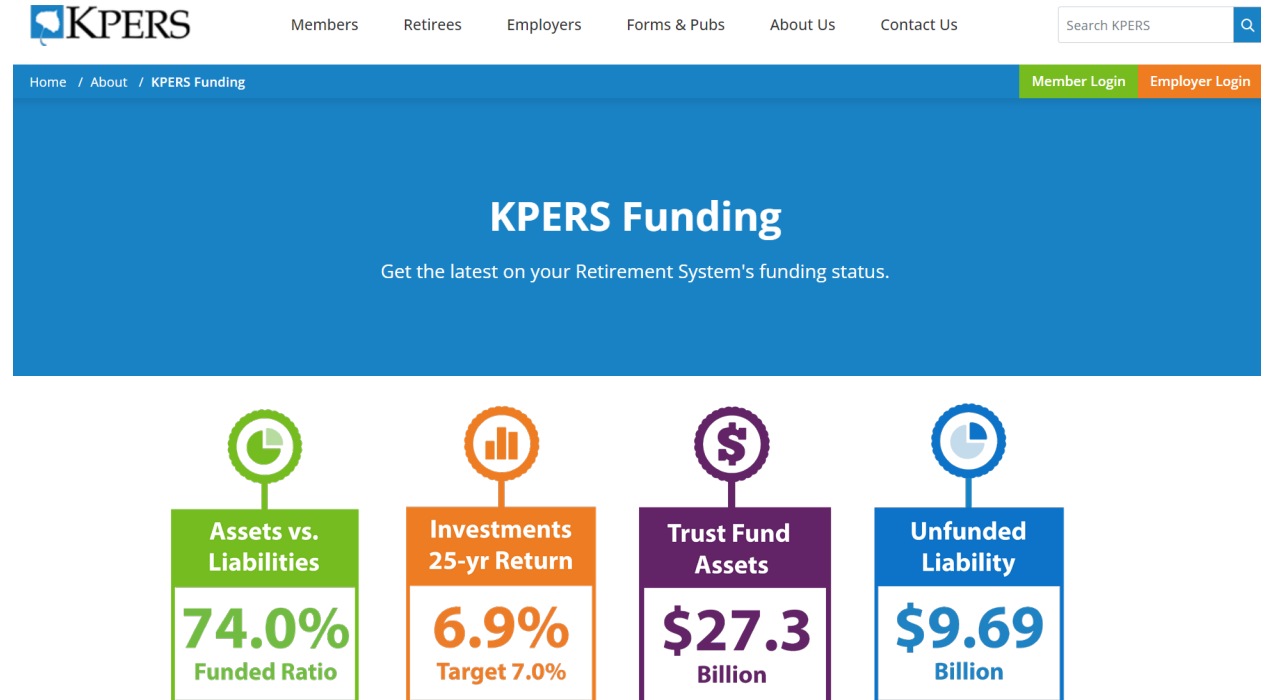 KPERS
Members Retirees Employers Forms & Pubs About Us Contact Us Search KPERS
Home / About / KPERS Funding Member Login Employer Login
KPERS Funding
Get the latest on your Retirement System's funding status.
Assets vs.
Liabilities
74.0%
Funded Ratio
Investments
25-yr Return
6.9%
Target 7.0%
Trust Fund
Assets
$27.3
Billion
Unfunded
Liability
$9.69
Billion